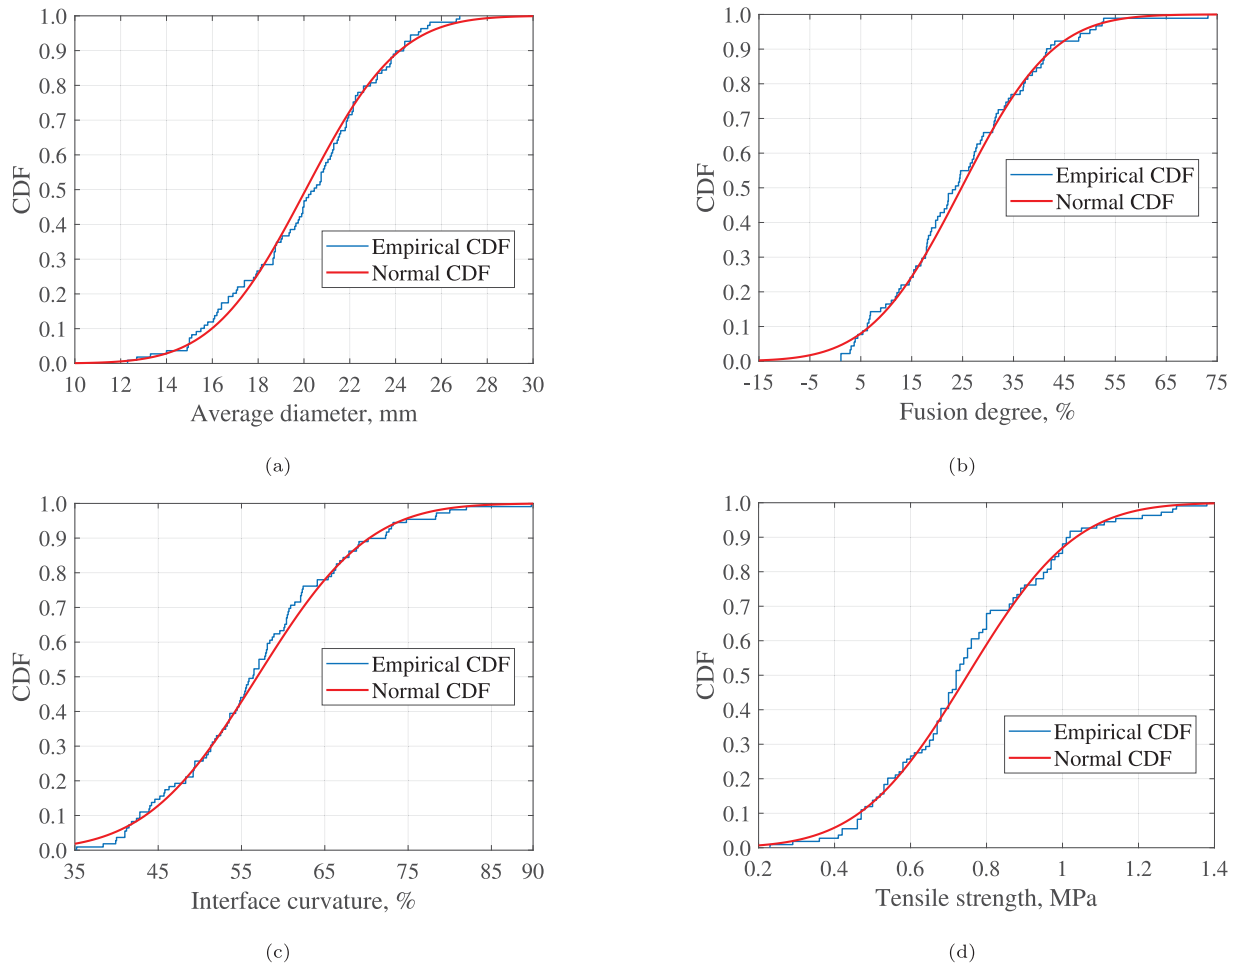 1.0
0.9
0.8
0.7
0.6
0.5
0.4
0.3
0.2
0.1
0.0
CDF
Empirical CDF
Normal CDF
10 12 14 16 18 20 22 24 26 28 30
Average diameter, mm
(a)
1.0
0.9
0.8
0.7
0.6
0.5
0.4
0.3
0.2
0.1
0.0
CDF
Empirical CDF
Normal CDF
-15 -5 5 15 25 35 45 55 65 75
Fusion degree, %
(b)
1.0
0.9
0.8
0.7
0.6
0.5
0.4
0.3
0.2
0.1
0.0
CDF
Empirical CDF
Normal CDF
35 45 55 65 75 85 90
Interface curvature, %
(c)
1.0
0.9
0.8
0.7
0.6
0.5
0.4
0.3
0.2
0.1
0.0
CDF
Empirical CDF
Normal CDF
0.2 0.4 0.6 0.8 1 1.2 1.4
Tensile strength, MPa
(d)